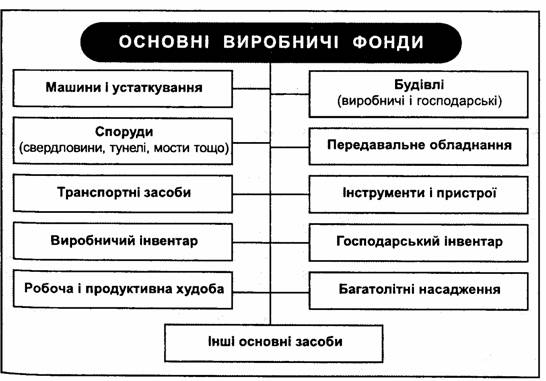 ОСНОВНІ ВИРОБНИЧІ ФОНДИ
Машини і устаткування
Будівлі
(виробничі і господарські)
Споруди
(свердловини, тунелі, мости тощо)
Передавальне обладнання
Транспортні засоби
Інструменти і пристрої
Виробничий інвентар
Господарський інвентар
Робоча і продуктивна худоба
Багатолітні насадження
Інші основні засоби